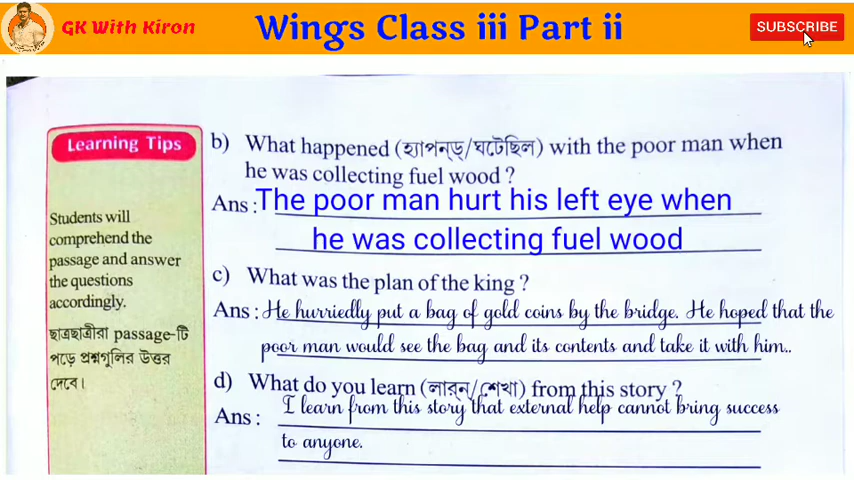 GK With Kiron
Wings Class iii Part ii
SUBSCRIBE
Learning Tips
Students will
comprehend the
passage and answer
the questions
accordingly.
ছাত্রছাত্রীরা passage-টি
পড়ে প্রশ্নগুলির উত্তর
দেবে।
b) What happened (হ্যাপন্ড্/ঘটেছিল) with the poor man when
he was collecting fuel wood ?
Ans : The poor man hurt his left eye when
he was collecting fuel wood
c) What was the plan of the king ?
Ans : He hurriedly put a bag of gold coins by the bridge. He hoped that the
poor man would see the bag and its contents and take it with him..
d) What do you learn (লার্ন্/শেখা) from this story ?
Ans : I learn from this story that external help cannot bring success
to anyone.